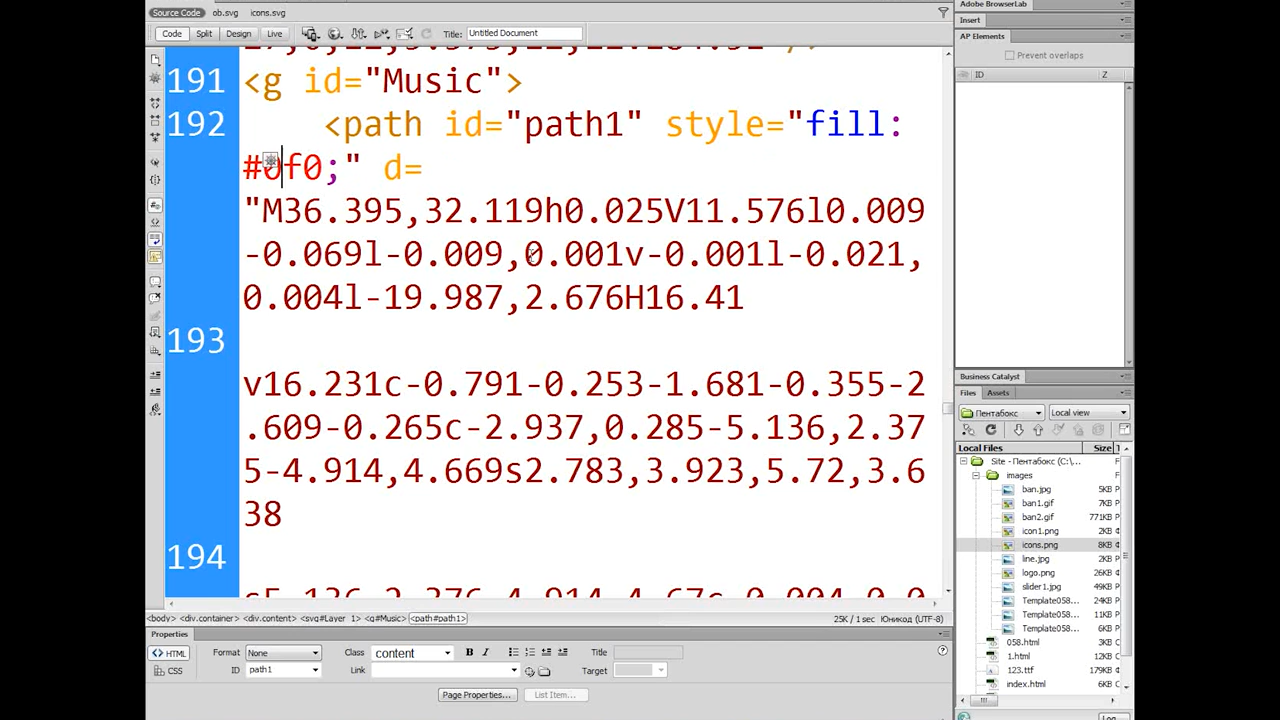 Source Code ob.svg icons.svg
Code Split Design Live Title: Untitled Document
191 <g id="Music">
192 <path id="path1" style="fill:
#0f0;" d=
"M36.395,32.119h0.025V11.576l0.009
-0.069l-0.009,0.001v-0.001l-0.021,
0.004l-19.987,2.676H16.41
193
v16.231c-0.791-0.253-1.681-0.355-2
.609-0.265c-2.937,0.285-5.136,2.37
5-4.914,4.669s2.783,3.923,5.72,3.6
38
194
<body> <div.container> <div.content> <svg#Layer 1> <g#Music> <path#path1> 25K / 1 sec Юникод (UTF-8)
Properties
HTML Format None Class content B I Title
CSS ID path1 Link Target
Page Properties... List Item...
Adobe BrowserLab
Insert
AP Elements
Prevent overlaps
ID Z
Business Catalyst
Files Assets
Пентабокс Local view
Local Files Size
Site - Пентабокс (C:\...
images
ban.jpg 5KB
ban1.gif 7KB
ban2.gif 771KB
icon1.png 2KB
icons.png 8KB
line.jpg 5KB
logo.png 26KB
slider1.jpg 49KB
Template058... 24KB
Template058... 11KB
Template058... 6KB
058.html 3KB
1.html 12KB
123.ttf 179KB
index.html 6KB